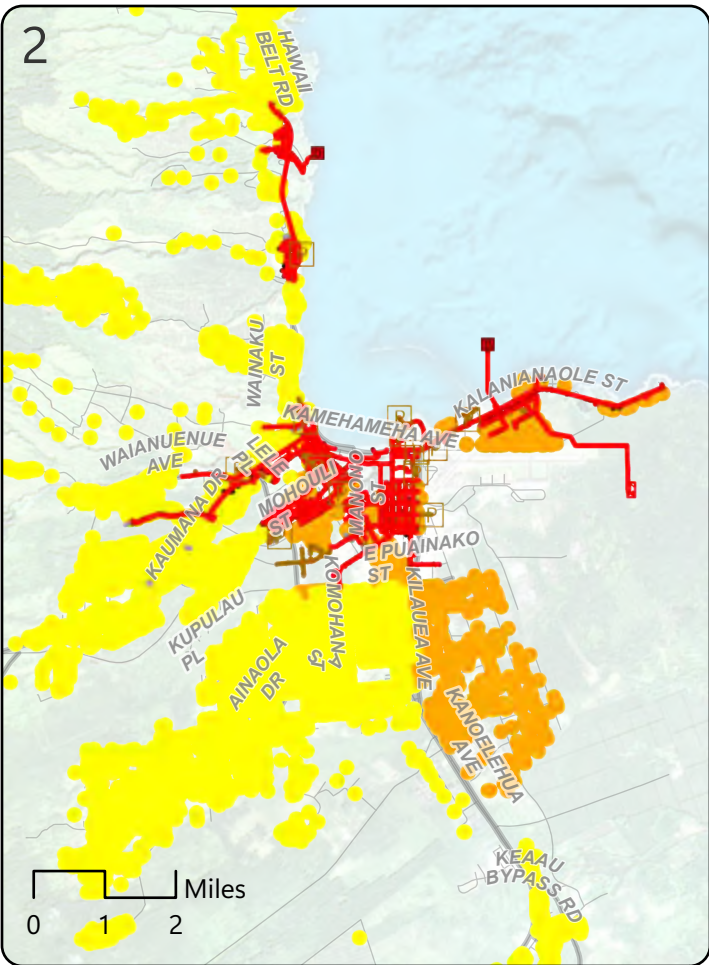 2
HAWAII
BELT RD
P
WAINAKU
ST
KALANIANAOLE ST
P
KAMEHAMEHA AVE
WAIANUENUE
AVE
LELE
PL
KAUMANA DR
MOHOULI
ST
MANONO
ST
P
E PUAINAKO
ST
KUPULAU
PL
KOMOHANA
ST
KILAUEA AVE
AINAOLA
DR
KANOELEHUA
AVE
KEAAU
BYPASS RD
Miles
0 1 2